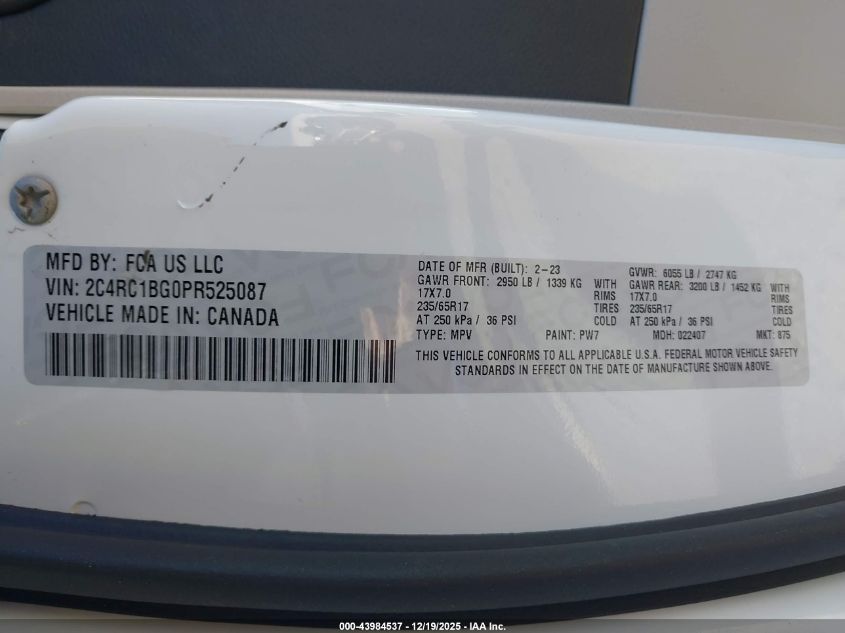 MFD BY: FCA US LLC
VIN: 2C4RC1BG0PR525087
VEHICLE MADE IN: CANADA
DATE OF MFR (BUILT): 2-23
GVWR: 6055 LB / 2747 KG
GAWR FRONT: 2950 LB / 1339 KG WITH
17X7.0 RIMS
235/65R17 TIRES
AT 250 kPa / 36 PSI COLD
GAWR REAR: 3200 LB / 1452 KG WITH
17X7.0 RIMS
235/65R17 TIRES
AT 250 kPa / 36 PSI COLD
TYPE: MPV PAINT: PW7 MDH: 022407 MKT: 875
THIS VEHICLE CONFORMS TO ALL APPLICABLE U.S.A. FEDERAL MOTOR VEHICLE SAFETY
STANDARDS IN EFFECT ON THE DATE OF MANUFACTURE SHOWN ABOVE.
000-43984537 - 12/19/2025 - IAA Inc.